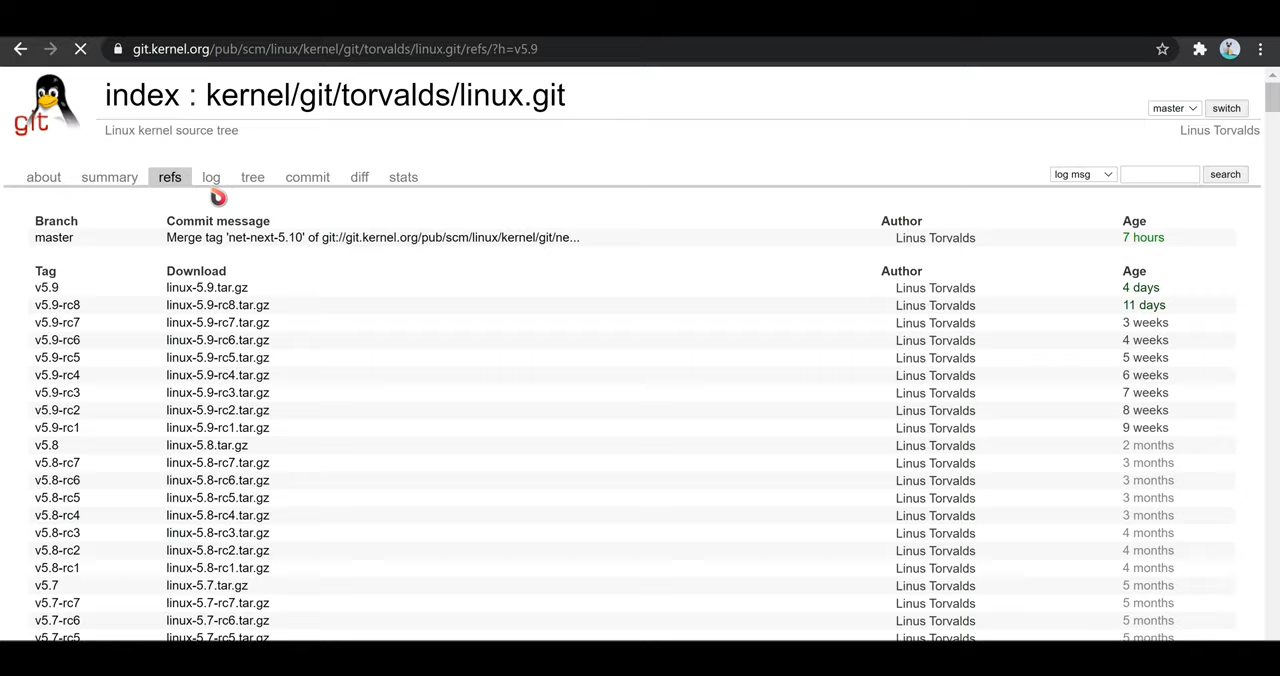 git.kernel.org/pub/scm/linux/kernel/git/torvalds/linux.git/refs/?h=v5.9
git
index : kernel/git/torvalds/linux.git
master switch
Linux kernel source tree Linus Torvalds
about summary refs log tree commit diff stats log msg search
Branch Commit message Author Age
master Merge tag 'net-next-5.10' of git://git.kernel.org/pub/scm/linux/kernel/git/ne... Linus Torvalds 7 hours
Tag Download Author Age
v5.9 linux-5.9.tar.gz Linus Torvalds 4 days
v5.9-rc8 linux-5.9-rc8.tar.gz Linus Torvalds 11 days
v5.9-rc7 linux-5.9-rc7.tar.gz Linus Torvalds 3 weeks
v5.9-rc6 linux-5.9-rc6.tar.gz Linus Torvalds 4 weeks
v5.9-rc5 linux-5.9-rc5.tar.gz Linus Torvalds 5 weeks
v5.9-rc4 linux-5.9-rc4.tar.gz Linus Torvalds 6 weeks
v5.9-rc3 linux-5.9-rc3.tar.gz Linus Torvalds 7 weeks
v5.9-rc2 linux-5.9-rc2.tar.gz Linus Torvalds 8 weeks
v5.9-rc1 linux-5.9-rc1.tar.gz Linus Torvalds 9 weeks
v5.8 linux-5.8.tar.gz Linus Torvalds 2 months
v5.8-rc7 linux-5.8-rc7.tar.gz Linus Torvalds 3 months
v5.8-rc6 linux-5.8-rc6.tar.gz Linus Torvalds 3 months
v5.8-rc5 linux-5.8-rc5.tar.gz Linus Torvalds 3 months
v5.8-rc4 linux-5.8-rc4.tar.gz Linus Torvalds 3 months
v5.8-rc3 linux-5.8-rc3.tar.gz Linus Torvalds 4 months
v5.8-rc2 linux-5.8-rc2.tar.gz Linus Torvalds 4 months
v5.8-rc1 linux-5.8-rc1.tar.gz Linus Torvalds 4 months
v5.7 linux-5.7.tar.gz Linus Torvalds 5 months
v5.7-rc7 linux-5.7-rc7.tar.gz Linus Torvalds 5 months
v5.7-rc6 linux-5.7-rc6.tar.gz Linus Torvalds 5 months
v5.7-rc5 linux-5.7-rc5.tar.gz Linus Torvalds 5 months